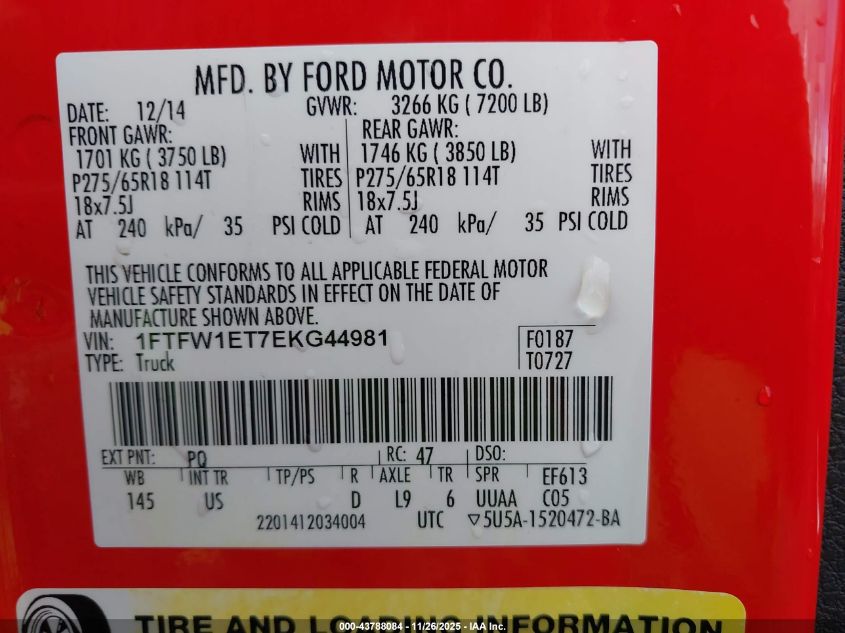 MFD. BY FORD MOTOR CO.
DATE: 12/14 GVWR: 3266 KG ( 7200 LB)
FRONT GAWR: REAR GAWR:
1701 KG ( 3750 LB) WITH 1746 KG ( 3850 LB) WITH
P275/65R18 114T TIRES P275/65R18 114T TIRES
18x7.5J RIMS 18x7.5J RIMS
AT 240 kPa/ 35 PSI COLD AT 240 kPa/ 35 PSI COLD
THIS VEHICLE CONFORMS TO ALL APPLICABLE FEDERAL MOTOR
VEHICLE SAFETY STANDARDS IN EFFECT ON THE DATE OF
MANUFACTURE SHOWN ABOVE.
VIN: 1FTFW1ET7EKG44981 F0187
TYPE: Truck T0727
EXT PNT: PQ RC: 47 DSO:
WB INT TR TP/PS R AXLE TR SPR EF613
145 US D L9 6 UUAA C05
2201412034004 UTC ▽5U5A-1520472-BA
TIRE AND LOADING INFORMATION
000-43788084 - 11/26/2025 - IAA Inc.